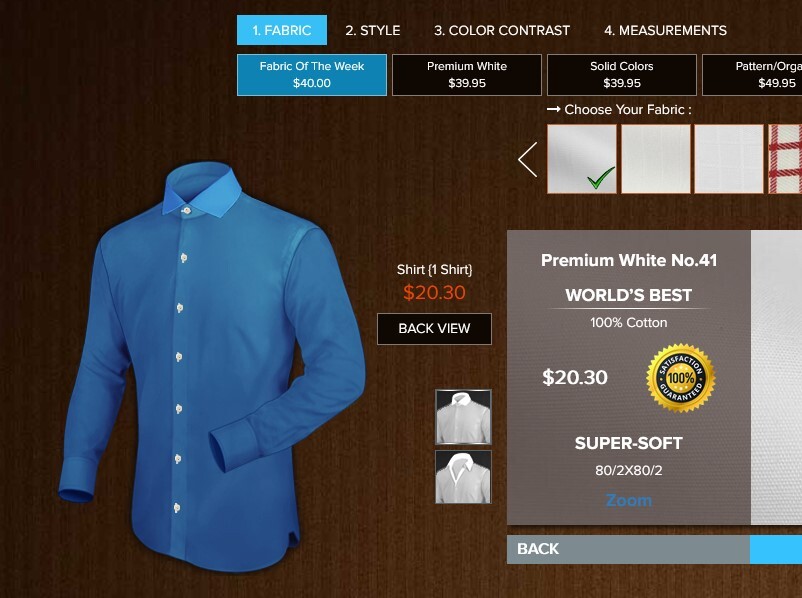 1. FABRIC
2. STYLE
3. COLOR CONTRAST
4. MEASUREMENTS
Fabric Of The Week
$40.00
Premium White
$39.95
Solid Colors
$39.95
Pattern/Orga
$49.95
Choose Your Fabric :
Shirt {1 Shirt}
$20.30
BACK VIEW
Premium White No.41
WORLD'S BEST
100% Cotton
$20.30
SATISFACTION
100%
GUARANTEED
SUPER-SOFT
80/2X80/2
Zoom
BACK